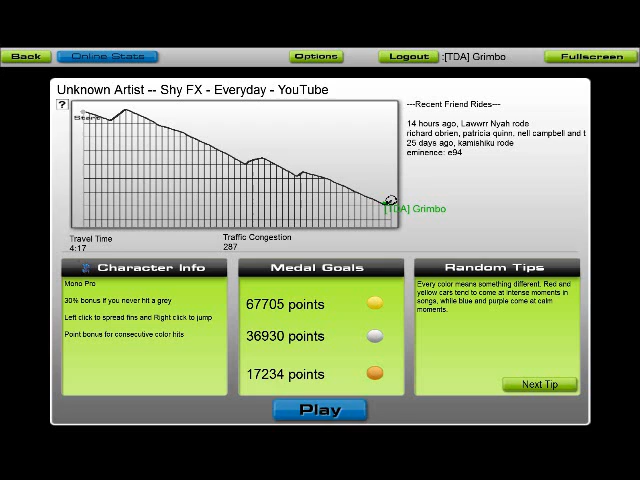 Back
Online Stats
Options
Logout
:[TDA] Grimbo
Fullscreen
Unknown Artist -- Shy FX - Everyday - YouTube
?
Start
[TDA] Grimbo
Travel Time
4:17
Traffic Congestion
287
---Recent Friend Rides---
14 hours ago, Lawwrr Nyah rode
richard obrien, patricia quinn, nell campbell and t
25 days ago, kamishiku rode
eminence: e94
Character Info
Mono Pro
30% bonus if you never hit a grey
Left click to spread fins and Right click to jump
Point bonus for consecutive color hits
Medal Goals
67705 points
36930 points
17234 points
Random Tips
Every color means something different. Red and
yellow cars tend to come at intense moments in
songs, while blue and purple come at calm
moments.
Next Tip
Play